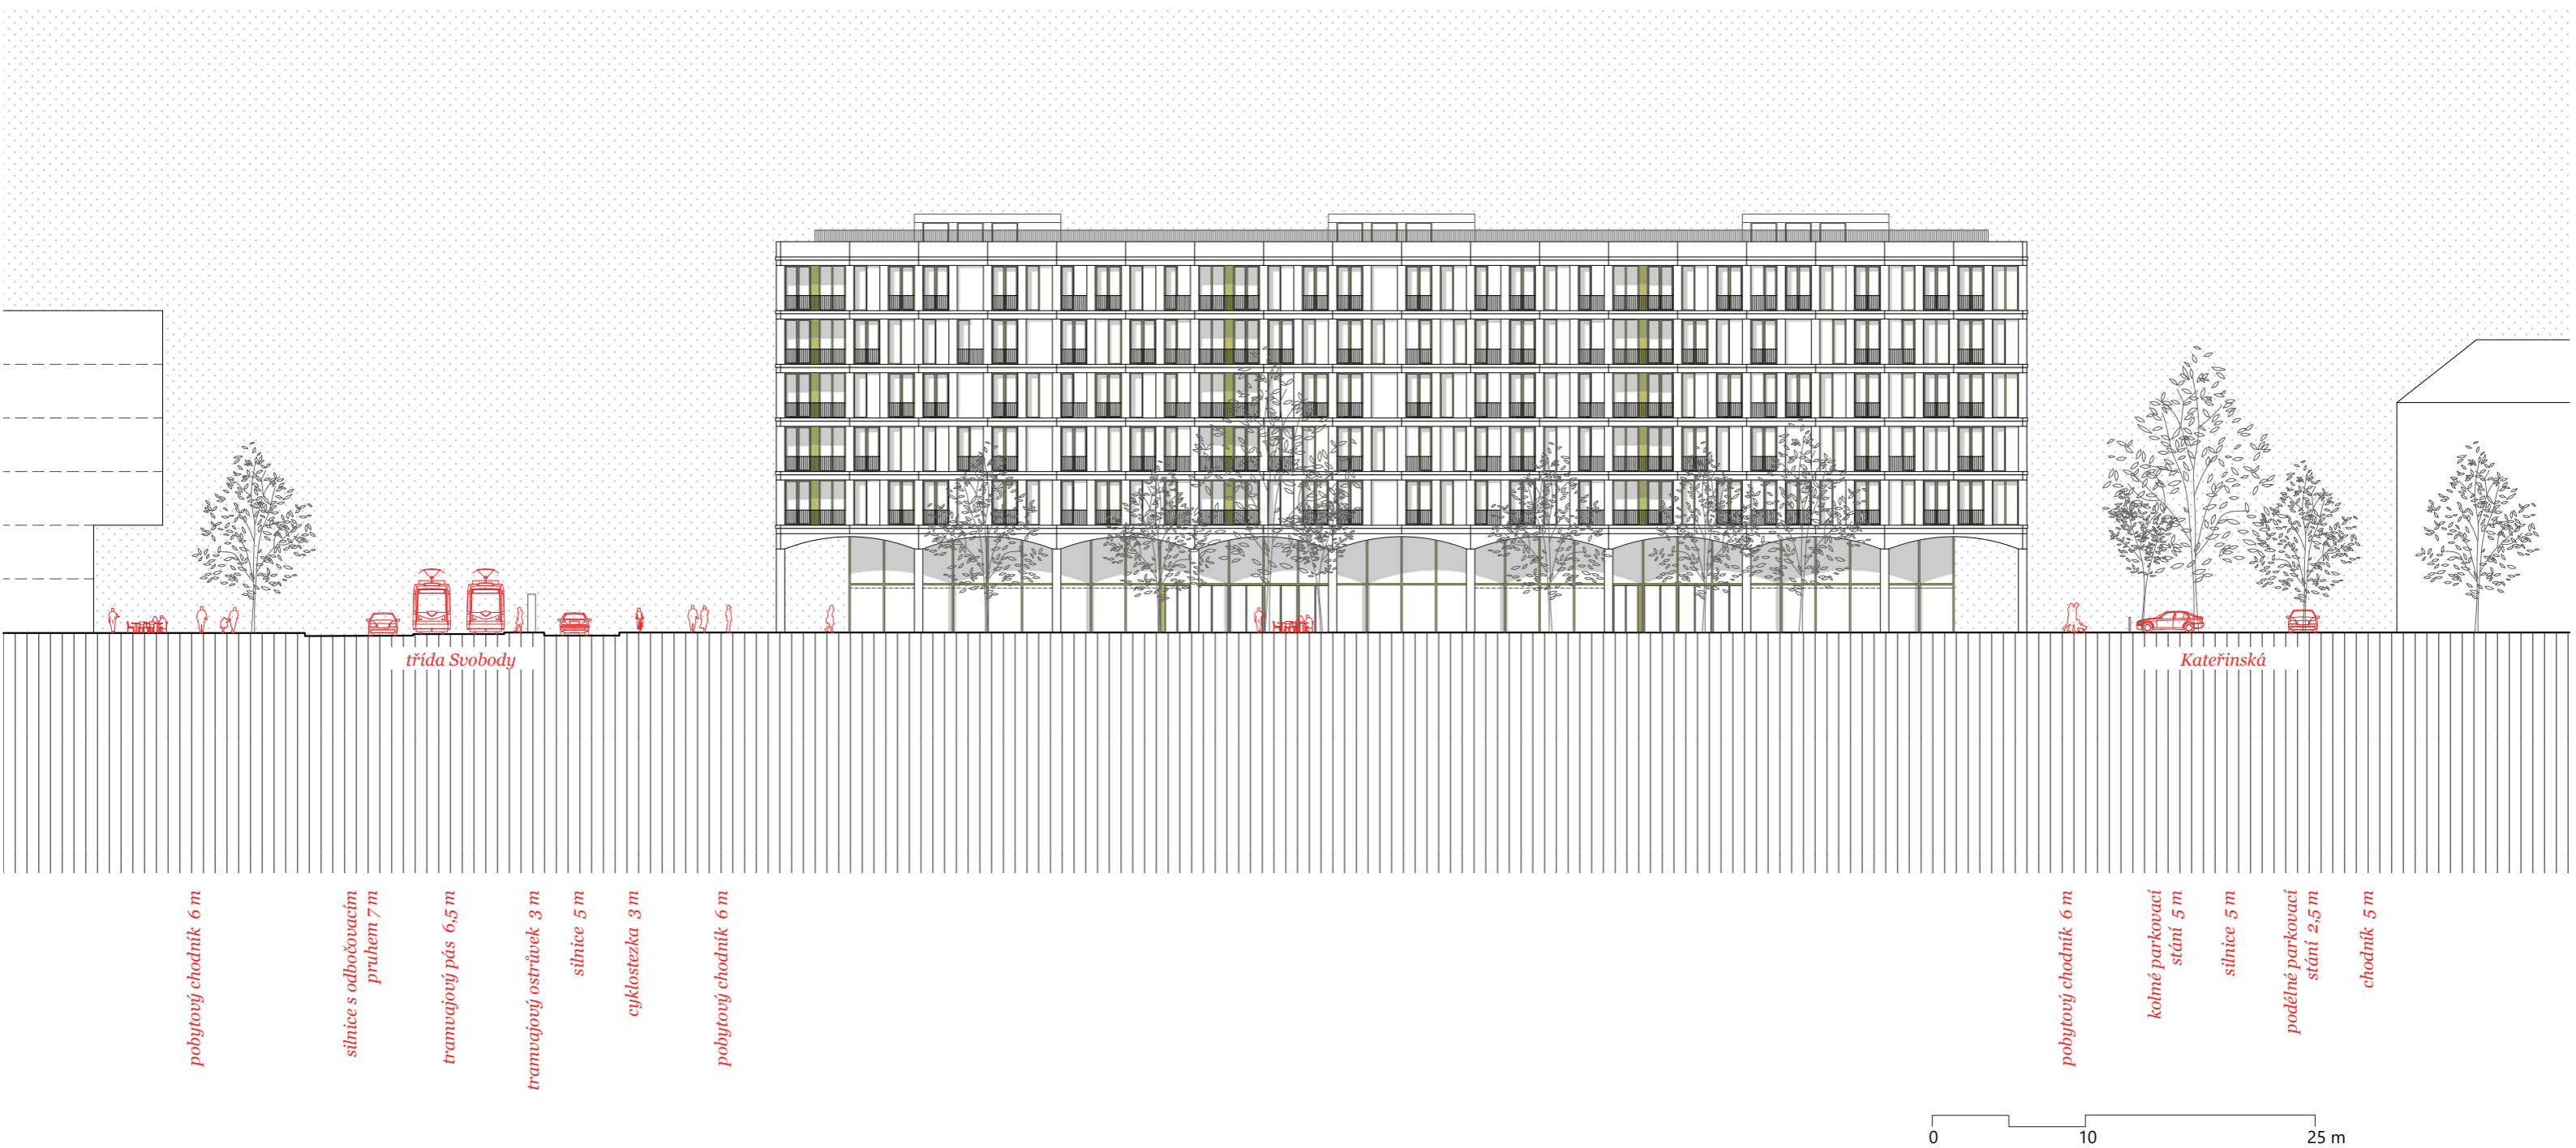 třída Svobody
Kateřinská
pobytový chodník 6 m
silnice s odbočovacím
pruhem 7 m
tramvajový pás 6,5 m
tramvajový ostrůvek 3 m
silnice 5 m
cyklostezka 3 m
pobytový chodník 6 m
pobytový chodník 6 m
kolmé parkovací
stání 5 m
silnice 5 m
podélné parkovací
stání 2,5 m
chodník 5 m
0 10 25 m